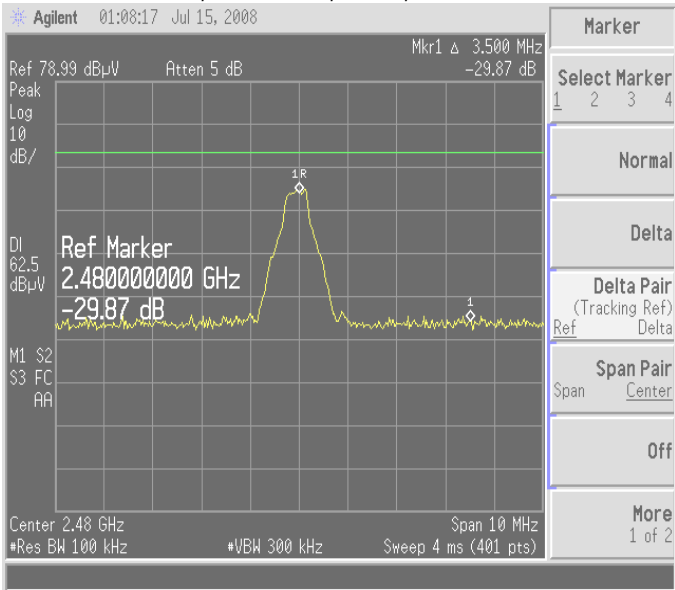 Agilent 01:08:17 Jul 15, 2008
Mkr1 Δ 3.500 MHz
Ref 78.99 dBµV Atten 5 dB -29.87 dB
Peak
Log
10
dB/
1R
DI
62.5
dBµV
Ref Marker
2.480000000 GHz
-29.87 dB
1
M1 S2
S3 FC
AA
Center 2.48 GHz Span 10 MHz
#Res BW 100 kHz #VBW 300 kHz Sweep 4 ms (401 pts)
Marker
Select Marker
1 2 3 4
Normal
Delta
Delta Pair
(Tracking Ref)
Ref Delta
Span Pair
Span Center
Off
More
1 of 2